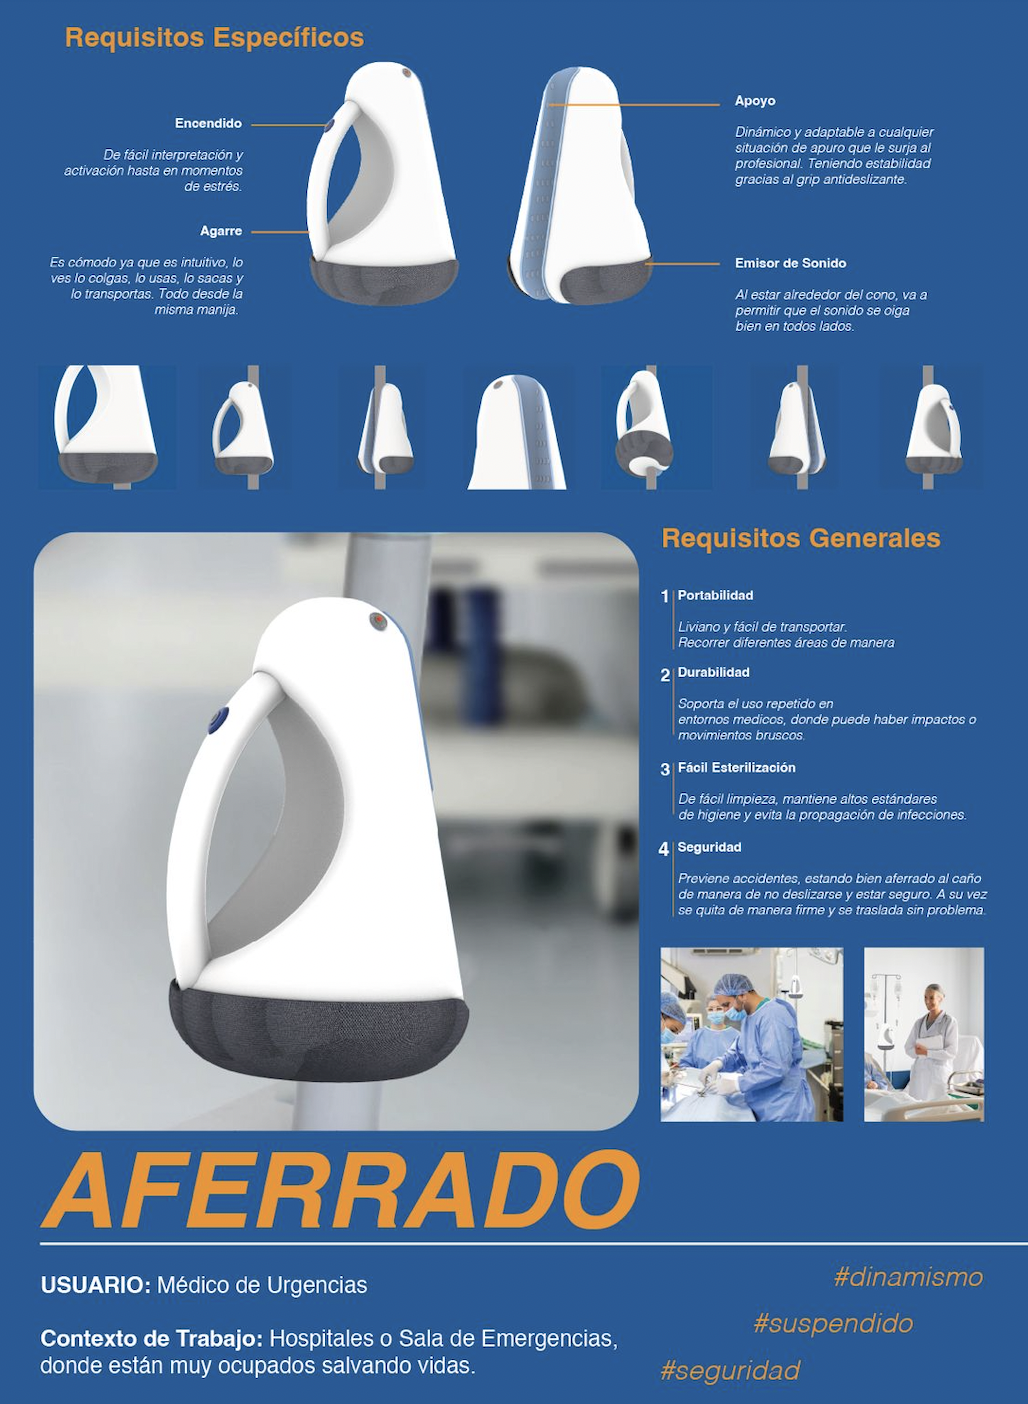 Requisitos Específicos
Encendido
De fácil interpretación y
activación hasta en momentos
de estrés.
Agarre
Es cómodo ya que es intuitivo, lo
ves lo colgas, lo usas, lo sacas y
lo transportas. Todo desde la
misma manija.
Apoyo
Dinámico y adaptable a cualquier
situación de apuro que le surja al
profesional. Teniendo estabilidad
gracias al grip antideslizante.
Emisor de Sonido
Al estar alrededor del cono, va a
permitir que el sonido se oiga
bien en todos lados.
Requisitos Generales
1 Portabilidad
Liviano y fácil de transportar.
Recorrer diferentes áreas de manera
2 Durabilidad
Soporta el uso repetido en
entornos medicos, donde puede haber impactos o
movimientos bruscos.
3 Fácil Esterilización
De fácil limpieza, mantiene altos estándares
de higiene y evita la propagación de infecciones.
4 Seguridad
Previene accidentes, estando bien aferrado al caño
de manera de no deslizarse y estar seguro. A su vez
se quita de manera firme y se traslada sin problema.
AFERRADO
USUARIO: Médico de Urgencias
Contexto de Trabajo: Hospitales o Sala de Emergencias,
donde están muy ocupados salvando vidas.
#dinamismo
#suspendido
#seguridad